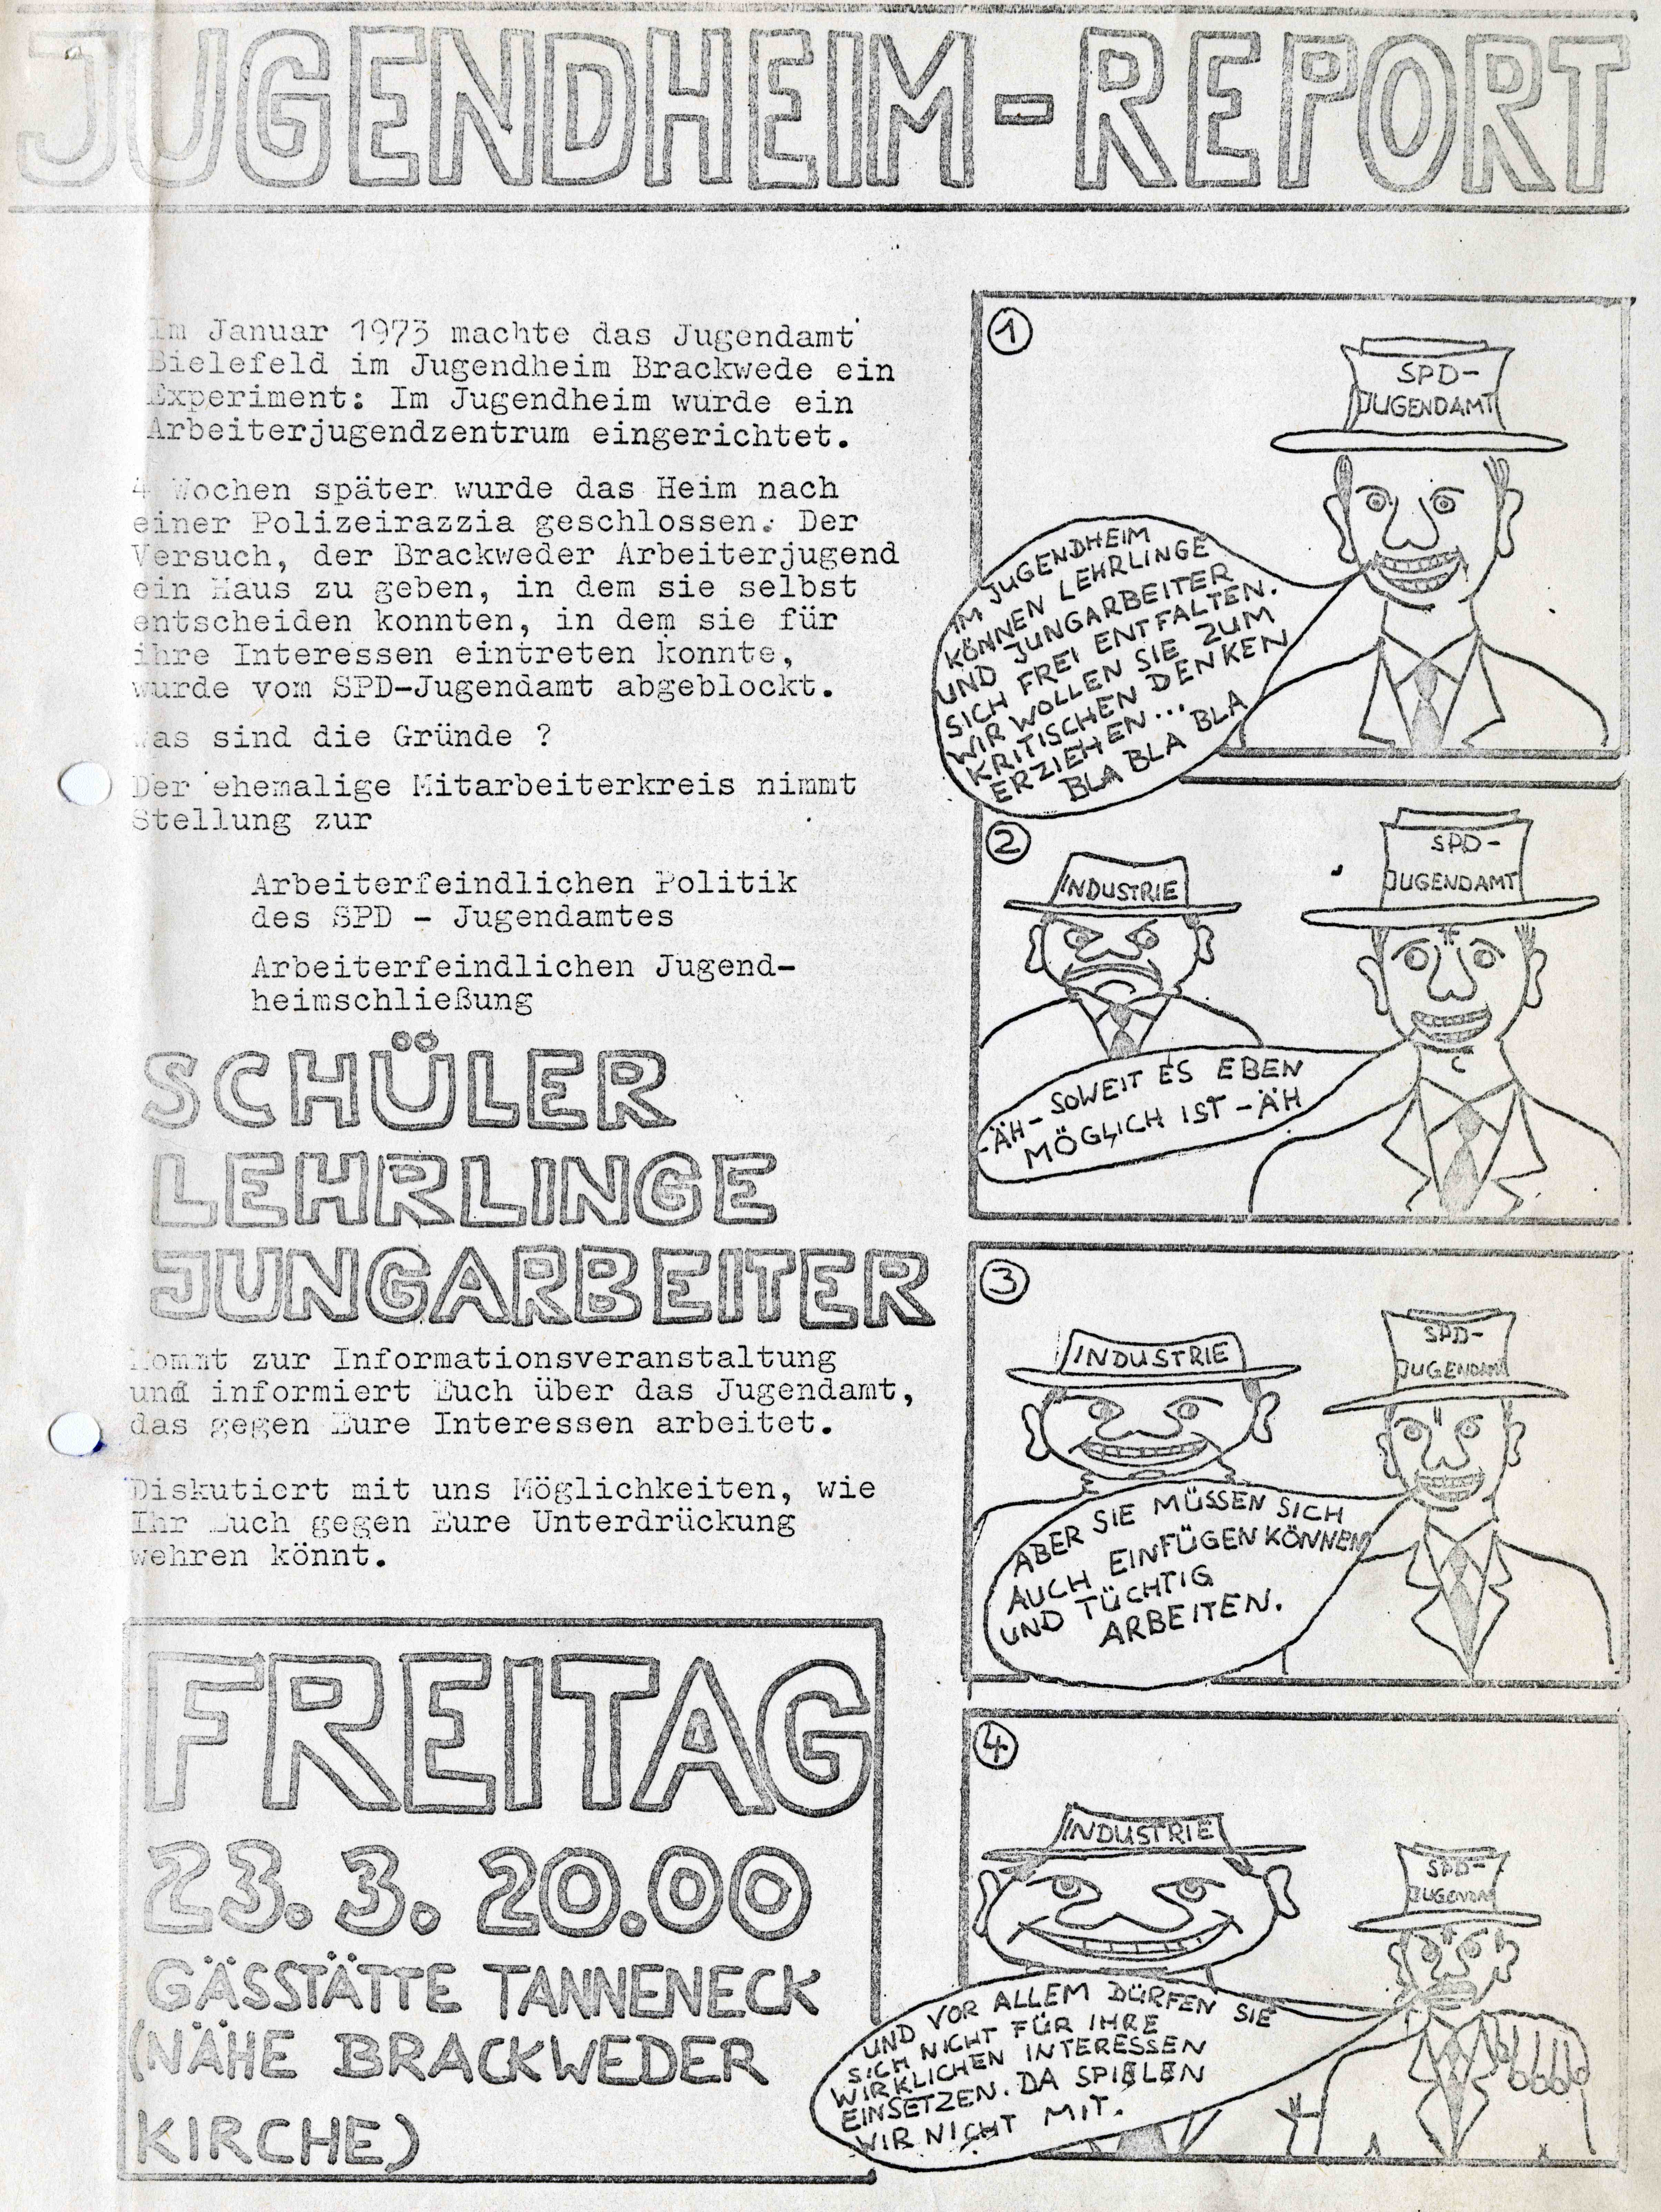 JUGENDHEIM-REPORT
Im Januar 1973 machte das Jugendamt
Bielefeld im Jugendheim Brackwede ein
Experiment: Im Jugendheim wurde ein
Arbeiterjugendzentrum eingerichtet.
4 Wochen später wurde das Heim nach
einer Polizeirazzia geschlossen. Der
Versuch, der Brackweder Arbeiterjugend
ein Haus zu geben, in dem sie selbst
entscheiden konnten, in dem sie für
ihre Interessen eintreten konnte,
wurde vom SPD-Jugendamt abgeblockt.
Was sind die Gründe ?
Der ehemalige Mitarbeiterkreis nimmt
Stellung zur
Arbeiterfeindlichen Politik
des SPD - Jugendamtes
Arbeiterfeindlichen Jugend-
heimschließung
SCHÜLER
LEHRLINGE
JUNGARBEITER
Kommt zur Informationsveranstaltung
und informiert Euch über das Jugendamt,
das gegen Eure Interessen arbeitet.
Diskutiert mit uns Möglichkeiten, wie
Ihr Euch gegen Eure Unterdrückung
wehren könnt.
FREITAG
23. 3. 20.00
GÄSSTÄTTE TANNENECK
(NÄHE BRACKWEDER
KIRCHE)
1
SPD-
JUGENDAMT
IM JUGENDHEIM
KÖNNEN LEHRLINGE
UND JUNGARBEITER
SICH FREI ENTFALTEN.
WIR WOLLEN SIE ZUM
KRITISCHEN DENKEN
ERZIEHEN...
BLA BLA BLA BLA
2
INDUSTRIE
SPD-
JUGENDAMT
-ÄH- SOWEIT ES EBEN
MÖGLICH IST -ÄH
3
INDUSTRIE
SPD-
JUGENDAMT
ABER SIE MÜSSEN SICH
AUCH EINFÜGEN KÖNNEN
UND TÜCHTIG
ARBEITEN.
4
INDUSTRIE
SPD-
JUGENDAM
UND VOR ALLEM DÜRFEN SIE
SICH NICHT FÜR IHRE
WIRKLICHEN INTERESSEN
EINSETZEN. DA SPIELEN
WIR NICHT MIT.